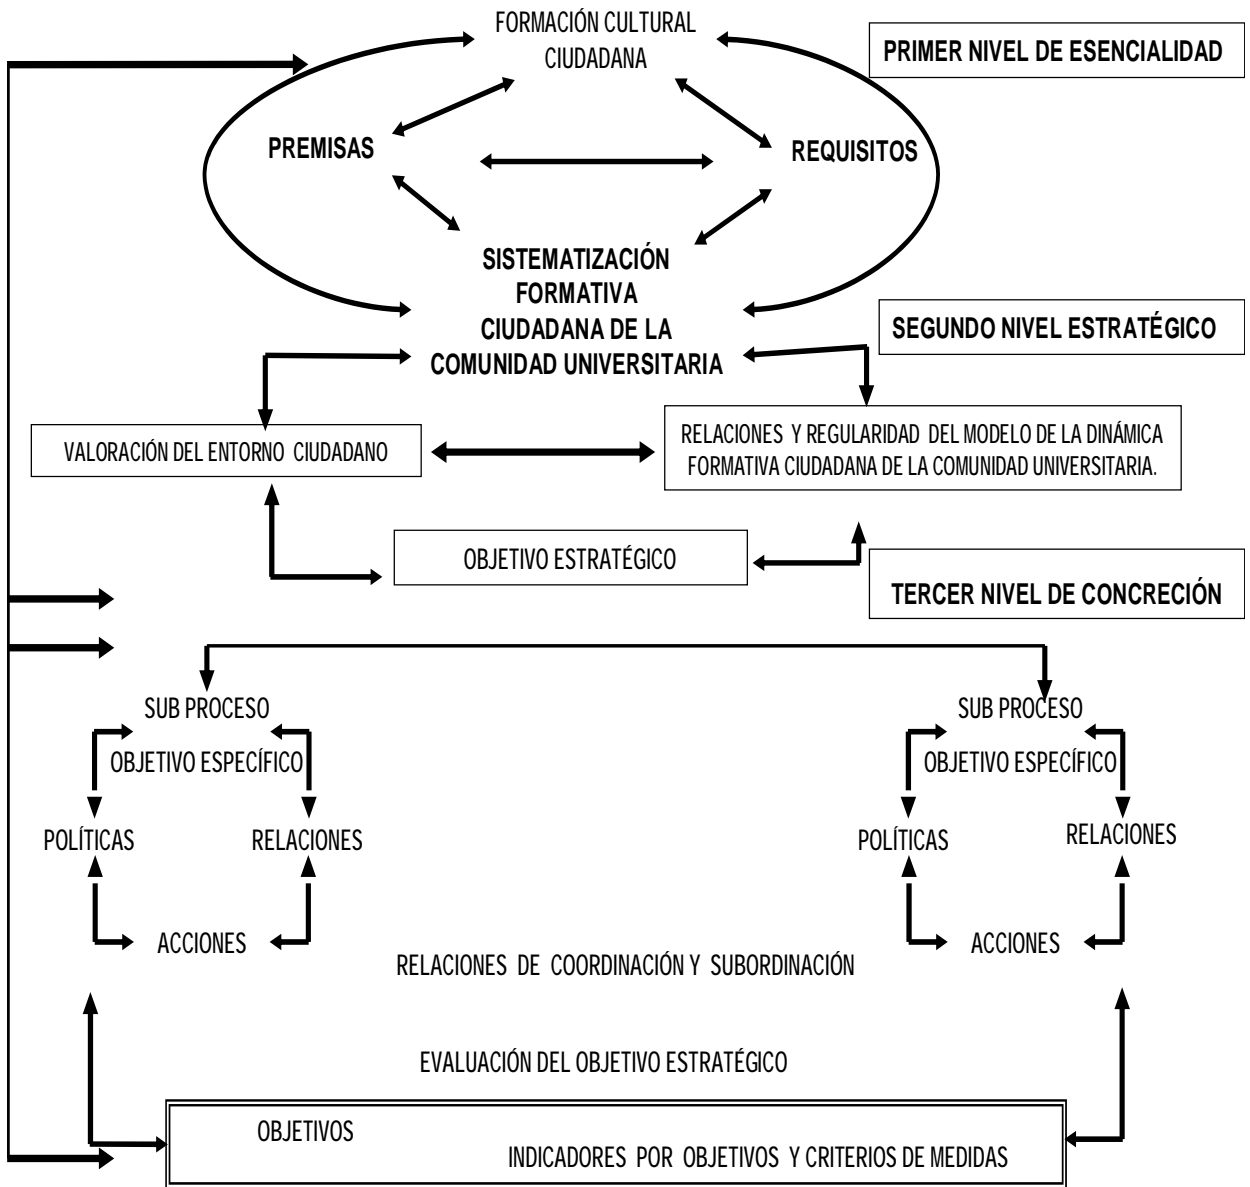 FORMACIÓN CULTURAL
CIUDADANA
PRIMER NIVEL DE ESENCIALIDAD
PREMISAS
REQUISITOS
SISTEMATIZACIÓN
FORMATIVA
CIUDADANA DE LA
COMUNIDAD UNIVERSITARIA
SEGUNDO NIVEL ESTRATÉGICO
VALORACIÓN DEL ENTORNO CIUDADANO
RELACIONES Y REGULARIDAD DEL MODELO DE LA DINÁMICA
FORMATIVA CIUDADANA DE LA COMUNIDAD UNIVERSITARIA.
OBJETIVO ESTRATÉGICO
TERCER NIVEL DE CONCRECIÓN
SUB PROCESO
OBJETIVO ESPECÍFICO
POLÍTICAS
RELACIONES
ACCIONES
SUB PROCESO
OBJETIVO ESPECÍFICO
POLÍTICAS
RELACIONES
ACCIONES
RELACIONES DE COORDINACIÓN Y SUBORDINACIÓN
EVALUACIÓN DEL OBJETIVO ESTRATÉGICO
OBJETIVOS
INDICADORES POR OBJETIVOS Y CRITERIOS DE MEDIDAS